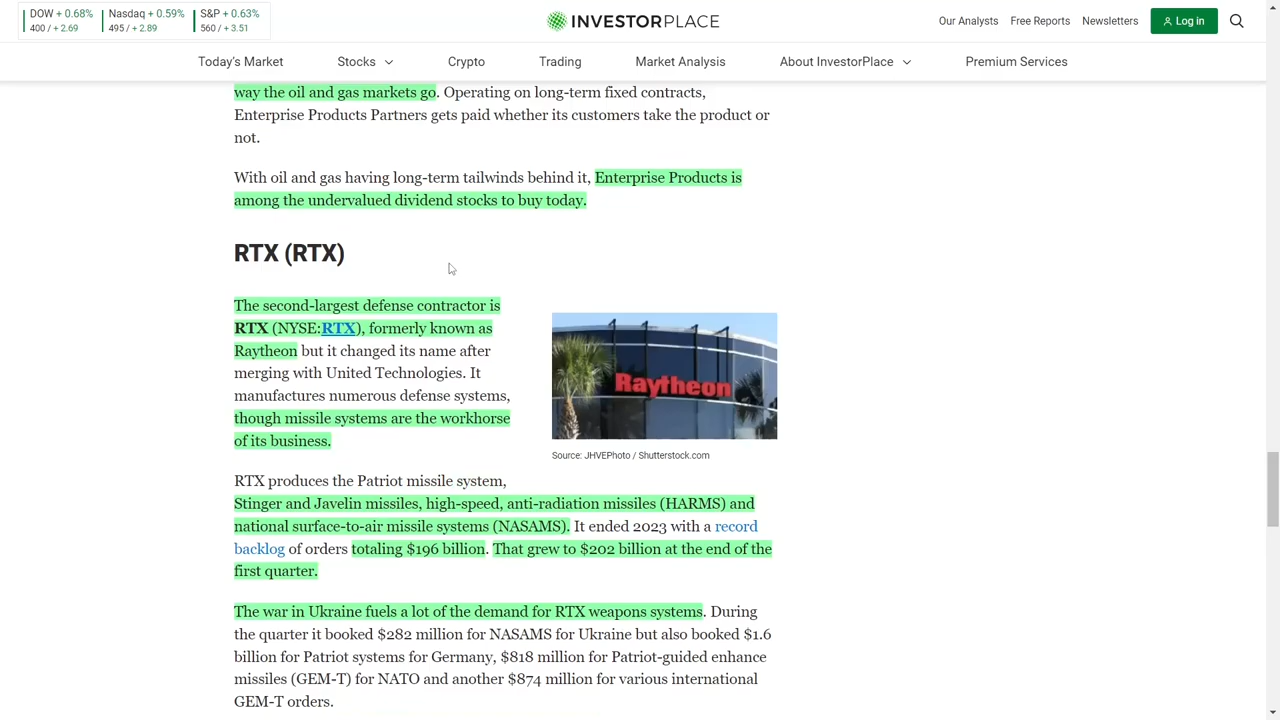 DOW + 0.68%
400 / + 2.69
Nasdaq + 0.59%
495 / + 2.89
S&P + 0.63%
560 / + 3.51
INVESTORPLACE
Our Analysts
Free Reports
Newsletters
Log in
Today's Market
Stocks
Crypto
Trading
Market Analysis
About InvestorPlace
Premium Services
way the oil and gas markets go. Operating on long-term fixed contracts,
Enterprise Products Partners gets paid whether its customers take the product or
not.
With oil and gas having long-term tailwinds behind it, Enterprise Products is
among the undervalued dividend stocks to buy today.
RTX (RTX)
The second-largest defense contractor is
RTX (NYSE:RTX), formerly known as
Raytheon but it changed its name after
merging with United Technologies. It
manufactures numerous defense systems,
though missile systems are the workhorse
of its business.
Raytheon
Source: JHVEPhoto / Shutterstock.com
RTX produces the Patriot missile system,
Stinger and Javelin missiles, high-speed, anti-radiation missiles (HARMS) and
national surface-to-air missile systems (NASAMS). It ended 2023 with a record
backlog of orders totaling $196 billion. That grew to $202 billion at the end of the
first quarter.
The war in Ukraine fuels a lot of the demand for RTX weapons systems. During
the quarter it booked $282 million for NASAMS for Ukraine but also booked $1.6
billion for Patriot systems for Germany, $818 million for Patriot-guided enhance
missiles (GEM-T) for NATO and another $874 million for various international
GEM-T orders.